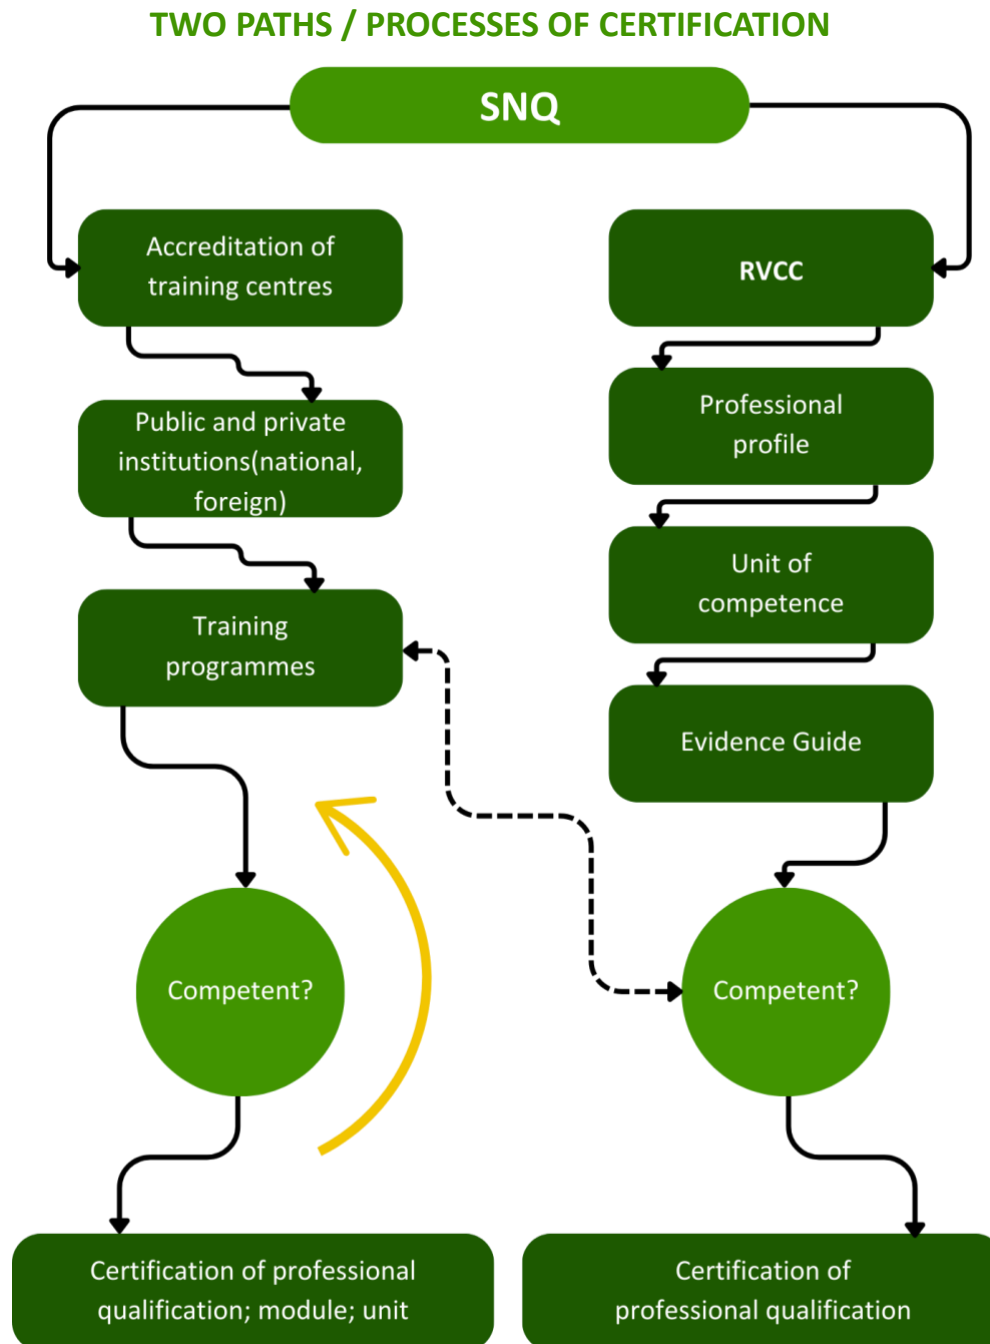 TWO PATHS / PROCESSES OF CERTIFICATION
SNQ
Accreditation of
training centres
Public and private
institutions(national,
foreign)
Training
programmes
Competent?
Certification of professional
qualification; module; unit
RVCC
Professional
profile
Unit of
competence
Evidence Guide
Competent?
Certification of
professional qualification